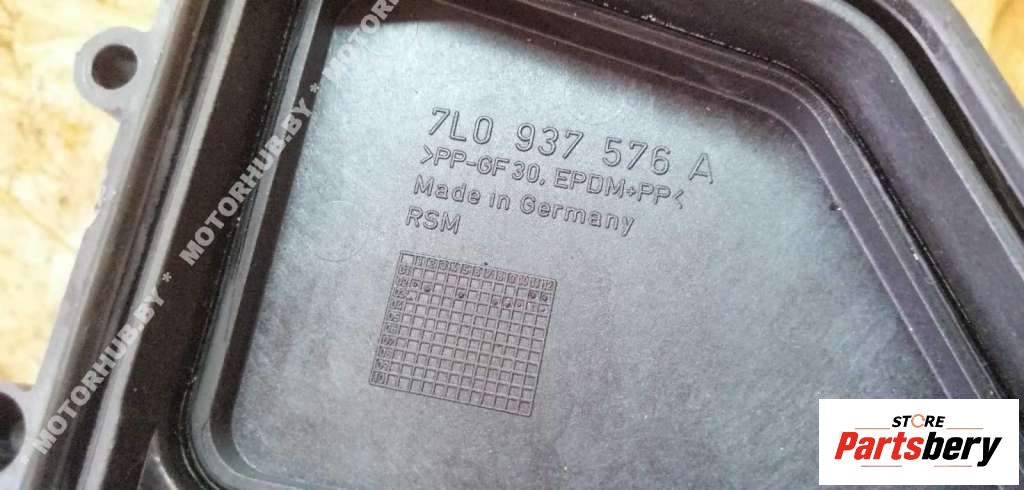 7L0 937 576 A
>PP-GF30. EPDM+PP<
Made in Germany
RSM
MOTORHUB.BY * MOTORHUB.BY * MOTORHUB.BY * MOTOR
STORE
Partsbery